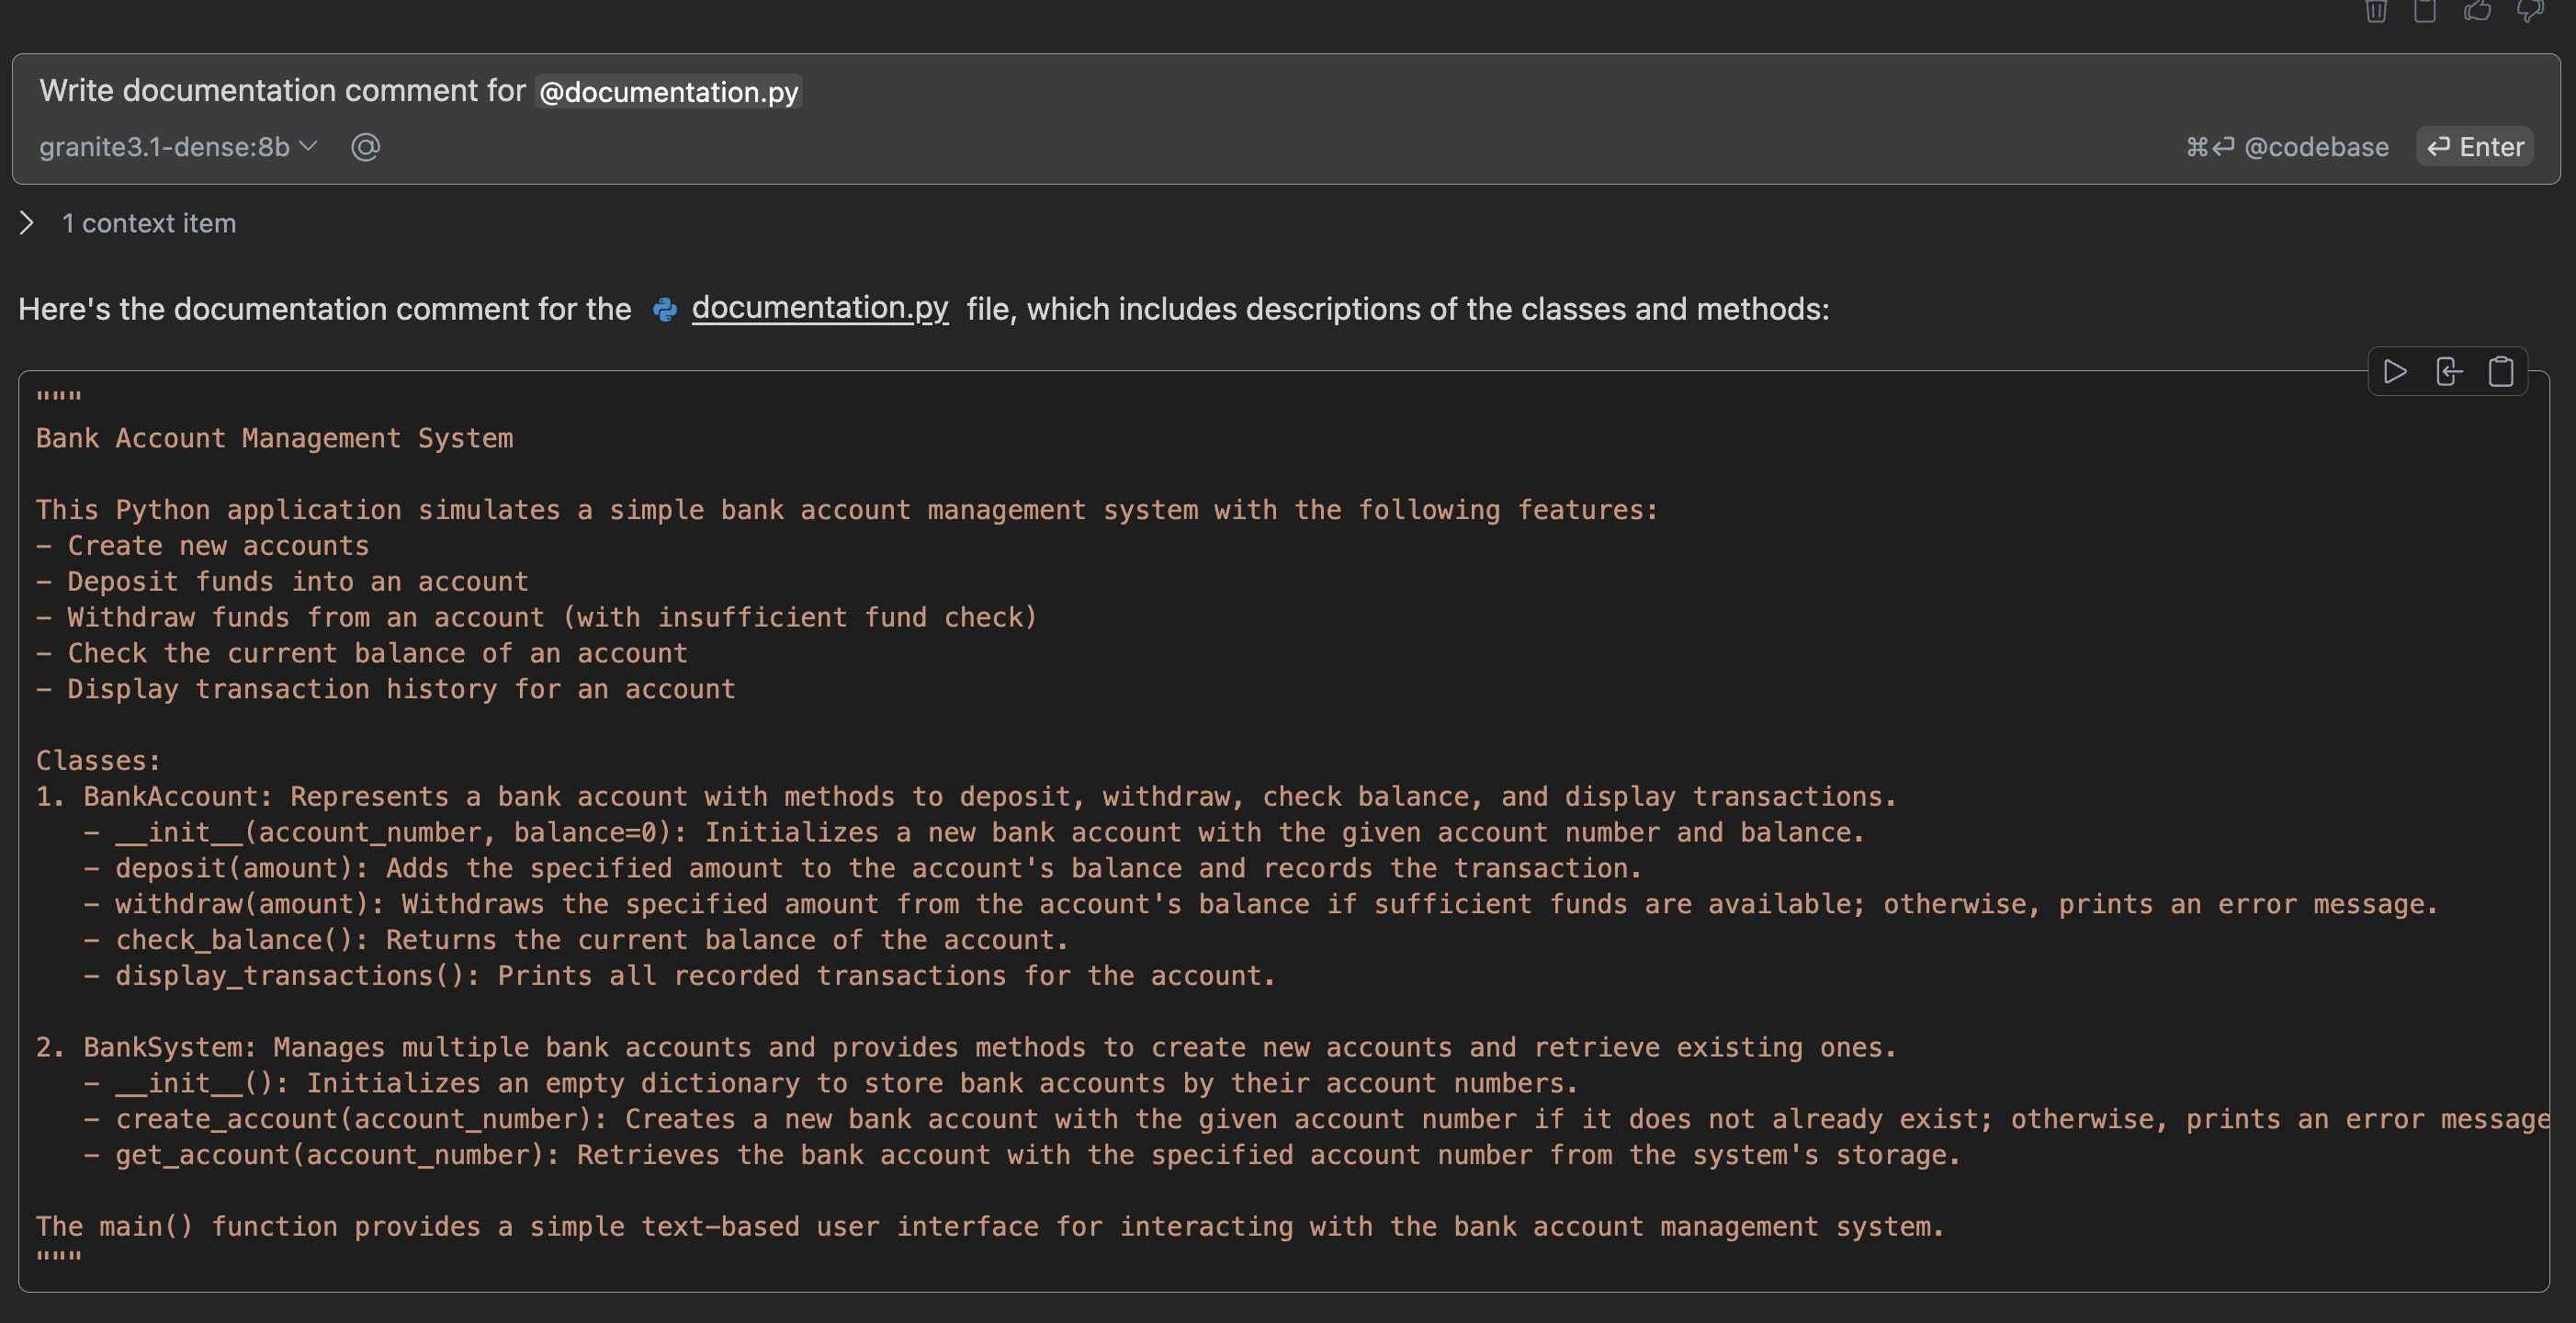 Write documentation comment for @documentation.py
granite3.1-dense:8b @ ⌘⏎ @codebase ⏎ Enter
1 context item
Here's the documentation comment for the documentation.py file, which includes descriptions of the classes and methods:
"""
Bank Account Management System
This Python application simulates a simple bank account management system with the following features:
- Create new accounts
- Deposit funds into an account
- Withdraw funds from an account (with insufficient fund check)
- Check the current balance of an account
- Display transaction history for an account
Classes:
1. BankAccount: Represents a bank account with methods to deposit, withdraw, check balance, and display transactions.
- __init__(account_number, balance=0): Initializes a new bank account with the given account number and balance.
- deposit(amount): Adds the specified amount to the account's balance and records the transaction.
- withdraw(amount): Withdraws the specified amount from the account's balance if sufficient funds are available; otherwise, prints an error message.
- check_balance(): Returns the current balance of the account.
- display_transactions(): Prints all recorded transactions for the account.
2. BankSystem: Manages multiple bank accounts and provides methods to create new accounts and retrieve existing ones.
- __init__(): Initializes an empty dictionary to store bank accounts by their account numbers.
- create_account(account_number): Creates a new bank account with the given account number if it does not already exist; otherwise, prints an error message
- get_account(account_number): Retrieves the bank account with the specified account number from the system's storage.
The main() function provides a simple text-based user interface for interacting with the bank account management system.
"""